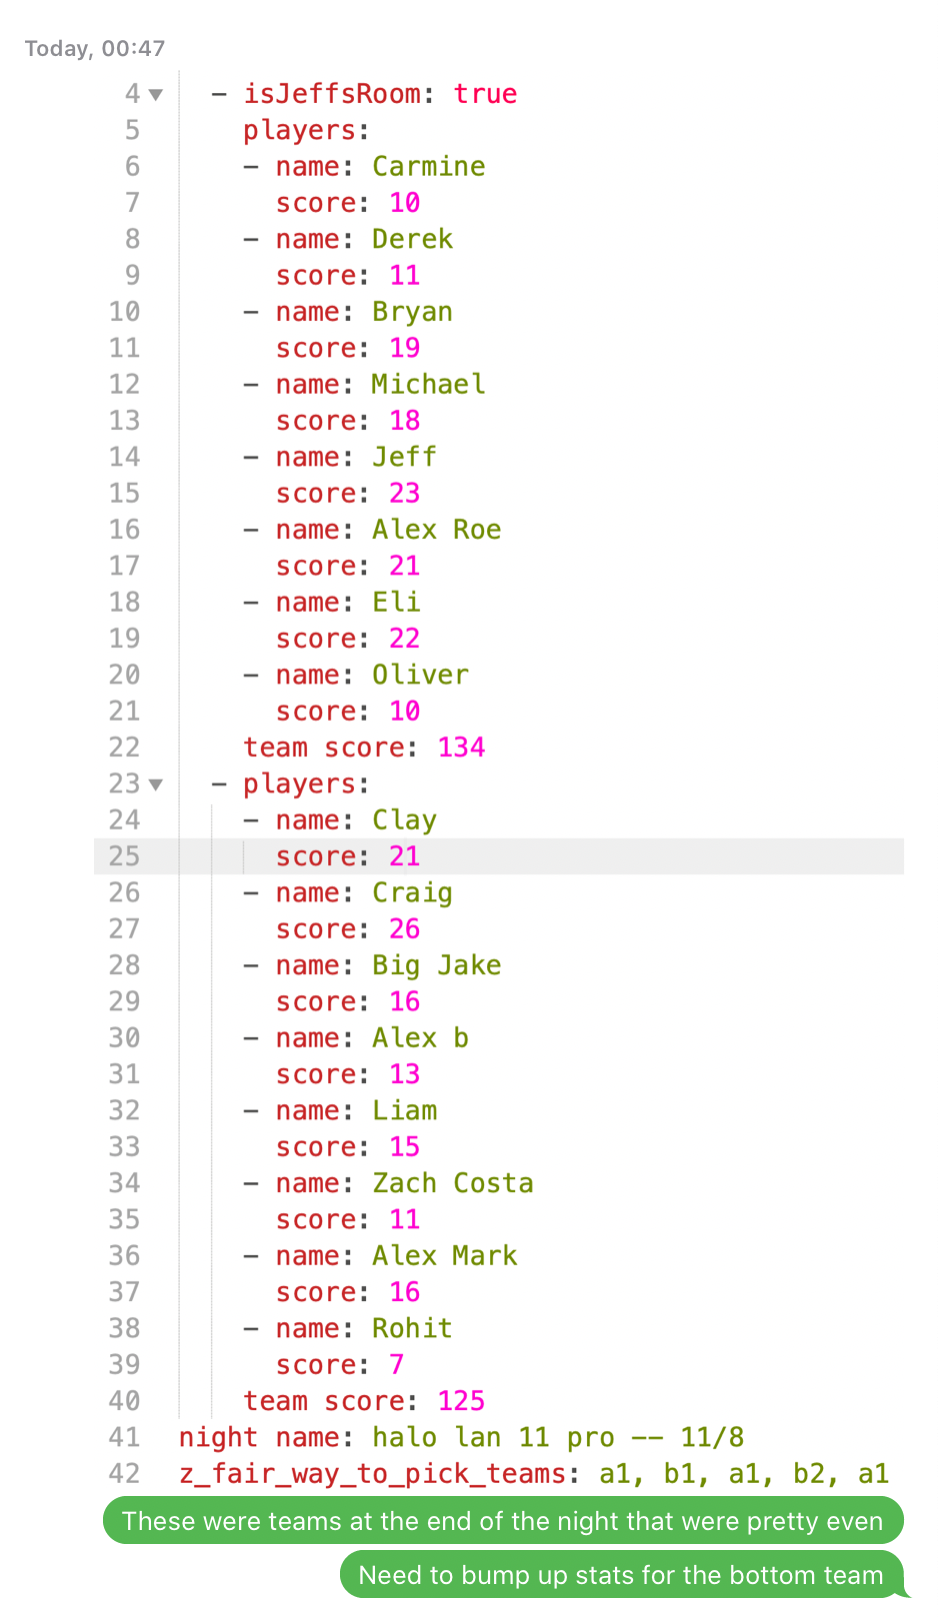 Today, 00:47
4 ▼ - isJeffsRoom: true
5 players:
6 - name: Carmine
7 score: 10
8 - name: Derek
9 score: 11
10 - name: Bryan
11 score: 19
12 - name: Michael
13 score: 18
14 - name: Jeff
15 score: 23
16 - name: Alex Roe
17 score: 21
18 - name: Eli
19 score: 22
20 - name: Oliver
21 score: 10
22 team score: 134
23 ▼ - players:
24 - name: Clay
25 score: 21
26 - name: Craig
27 score: 26
28 - name: Big Jake
29 score: 16
30 - name: Alex b
31 score: 13
32 - name: Liam
33 score: 15
34 - name: Zach Costa
35 score: 11
36 - name: Alex Mark
37 score: 16
38 - name: Rohit
39 score: 7
40 team score: 125
41 night name: halo lan 11 pro -- 11/8
42 z_fair_way_to_pick_teams: a1, b1, a1, b2, a1
These were teams at the end of the night that were pretty even
Need to bump up stats for the bottom team